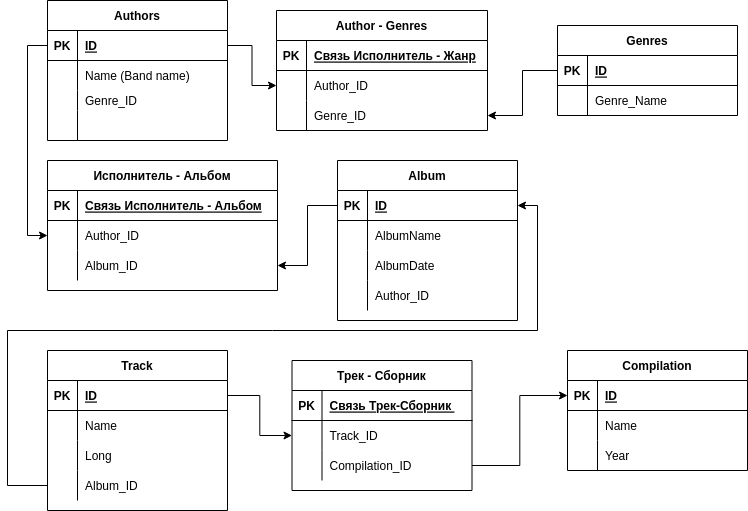 Authors
PK ID
Name (Band name)
Genre_ID
Author - Genres
PK Связь Исполнитель - Жанр
Author_ID
Genre_ID
Genres
PK ID
Genre_Name
Исполнитель - Альбом
PK Связь Исполнитель - Альбом
Author_ID
Album_ID
Album
PK ID
AlbumName
AlbumDate
Author_ID
Track
PK ID
Name
Long
Album_ID
Трек - Сборник
PK Связь Трек-Сборник
Track_ID
Compilation_ID
Compilation
PK ID
Name
Year